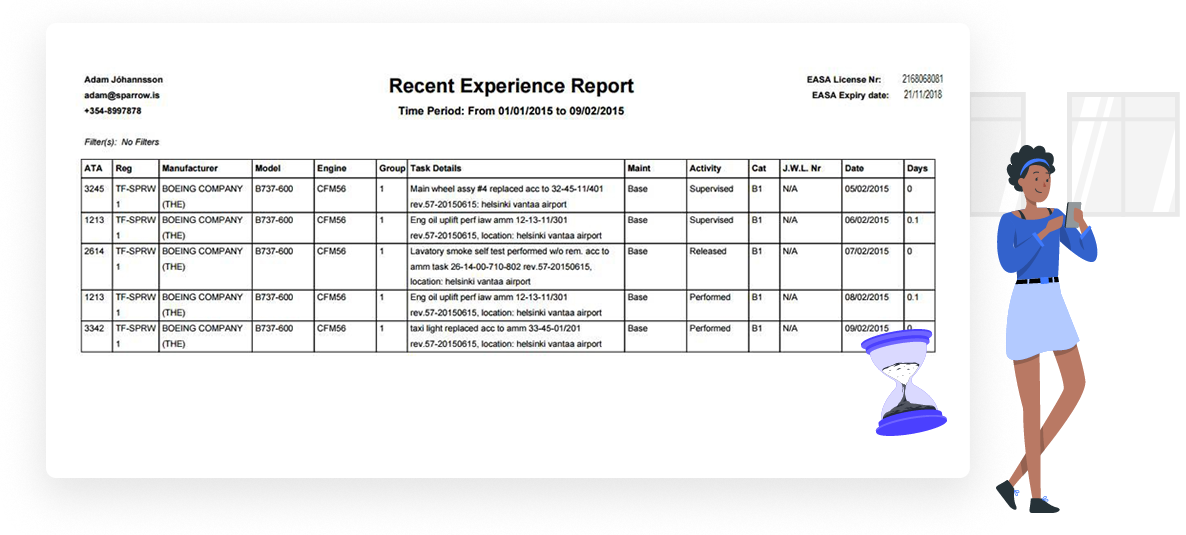 Adam Jóhannsson
adam@sparrow.is
+354-8997878
Recent Experience Report
Time Period: From 01/01/2015 to 09/02/2015
EASA License Nr: 2168068081
EASA Expiry date: 21/11/2018
Filter(s): No Filters
ATA Reg Manufacturer Model Engine Group Task Details Maint Activity Cat J.W.L. Nr Date Days
3245 TF-SPRW BOEING COMPANY B737-600 CFM56 1 Main wheel assy #4 replaced acc to 32-45-11/401 Base Supervised B1 N/A 05/02/2015 0
1 (THE) rev.57-20150615: helsinki vantaa airport
1213 TF-SPRW BOEING COMPANY B737-600 CFM56 1 Eng oil uplift perf iaw amm 12-13-11/301 Base Supervised B1 N/A 06/02/2015 0.1
1 (THE) rev.57-20150615, location: helsinki vantaa airport
2614 TF-SPRW BOEING COMPANY B737-600 CFM56 1 Lavatory smoke self test performed w/o rem. acc to Base Released B1 N/A 07/02/2015 0
1 (THE) amm task 26-14-00-710-802 rev.57-20150615,
location: helsinki vantaa airport
1213 TF-SPRW BOEING COMPANY B737-600 CFM56 1 Eng oil uplift perf iaw amm 12-13-11/301 Base Performed B1 N/A 08/02/2015 0.1
1 (THE) rev.57-20150615, location: helsinki vantaa airport
3342 TF-SPRW BOEING COMPANY B737-600 CFM56 1 taxi light replaced acc to amm 33-45-01/201 Base Performed B1 N/A 09/02/2015 0
1 (THE) rev.57-20150615, location: helsinki vantaa airport